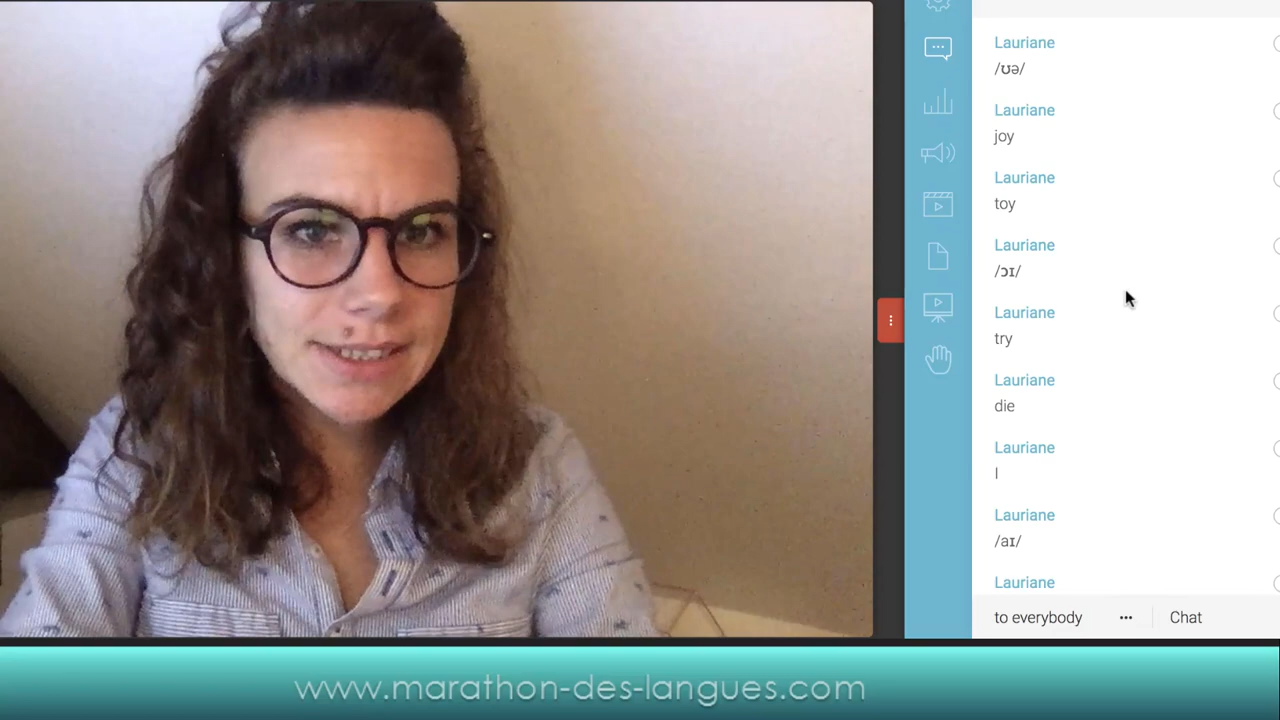 Lauriane
/ʊə/
Lauriane
joy
Lauriane
toy
Lauriane
/ɔɪ/
Lauriane
try
Lauriane
die
Lauriane
I
Lauriane
/aɪ/
Lauriane
to everybody
Chat
www.marathon-des-langues.com